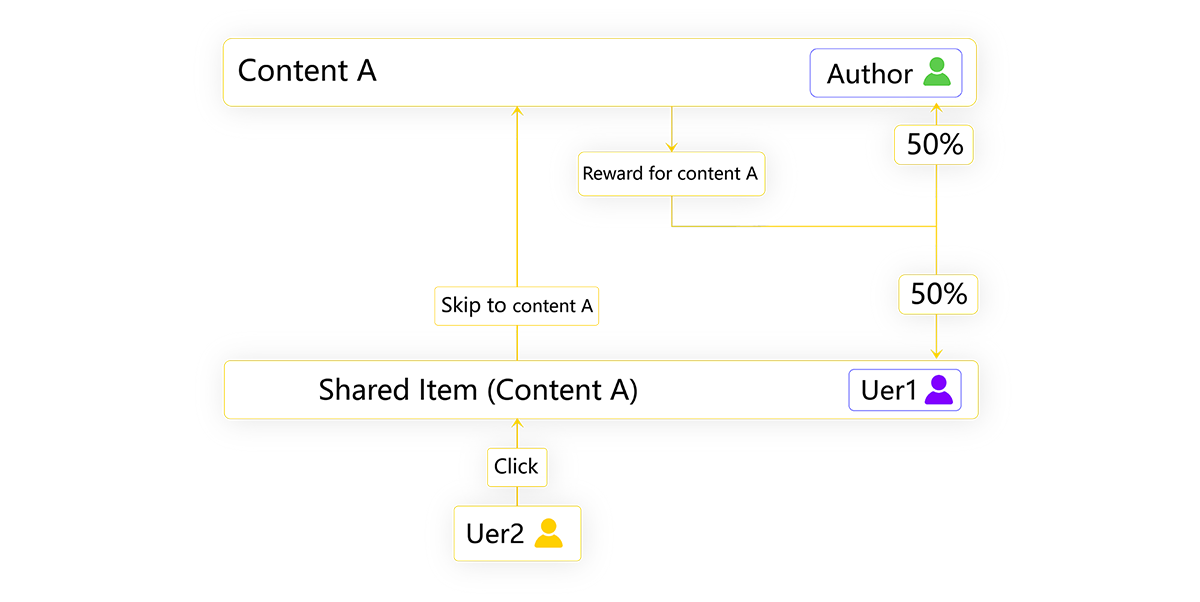 Content A
Author
50%
Reward for content A
50%
Skip to content A
Shared Item (Content A)
Uer1
Click
Uer2